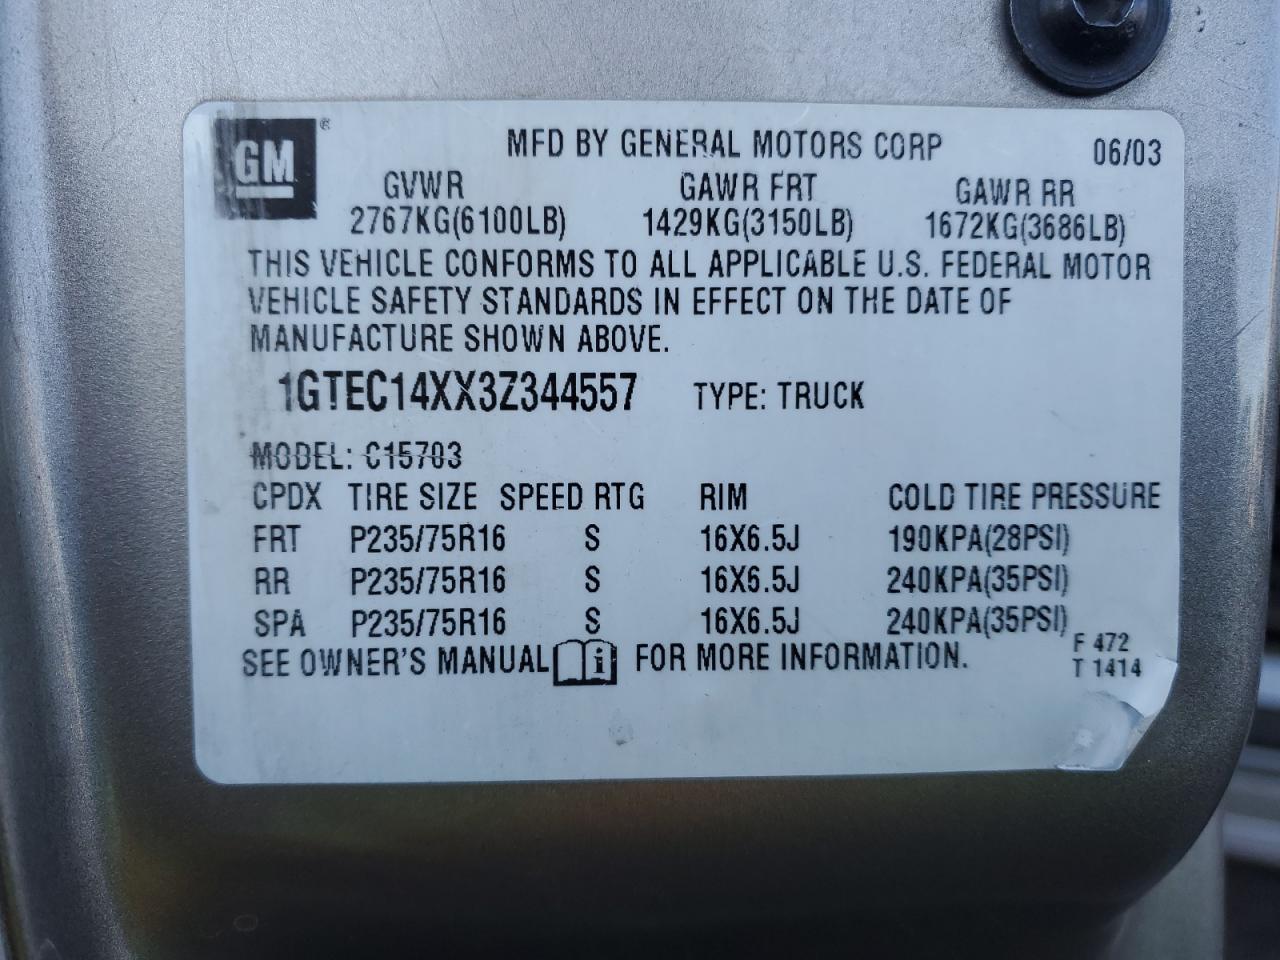 GM®
MFD BY GENERAL MOTORS CORP 06/03
GVWR GAWR FRT GAWR RR
2767KG(6100LB) 1429KG(3150LB) 1672KG(3686LB)
THIS VEHICLE CONFORMS TO ALL APPLICABLE U.S. FEDERAL MOTOR
VEHICLE SAFETY STANDARDS IN EFFECT ON THE DATE OF
MANUFACTURE SHOWN ABOVE.
1GTEC14XX3Z344557 TYPE: TRUCK
MODEL: C15703
CPDX TIRE SIZE SPEED RTG RIM COLD TIRE PRESSURE
FRT P235/75R16 S 16X6.5J 190KPA(28PSI)
RR P235/75R16 S 16X6.5J 240KPA(35PSI)
SPA P235/75R16 S 16X6.5J 240KPA(35PSI)
SEE OWNER'S MANUAL i FOR MORE INFORMATION.
F 472
T 1414